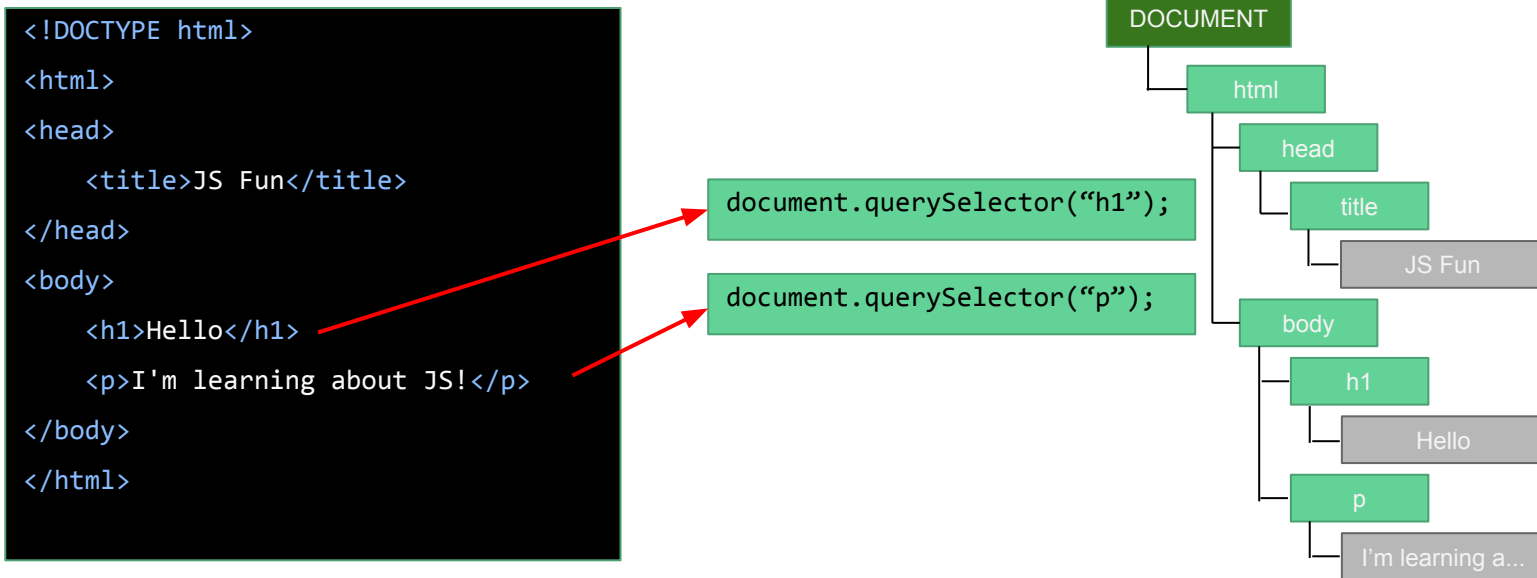 <!DOCTYPE html>
<html>
<head>
    <title>JS Fun</title>
</head>
<body>
    <h1>Hello</h1>
    <p>I'm learning about JS!</p>
</body>
</html>
document.querySelector(“h1”);
document.querySelector(“p”);
DOCUMENT
html
head
title
JS Fun
body
h1
Hello
p
I’m learning a...